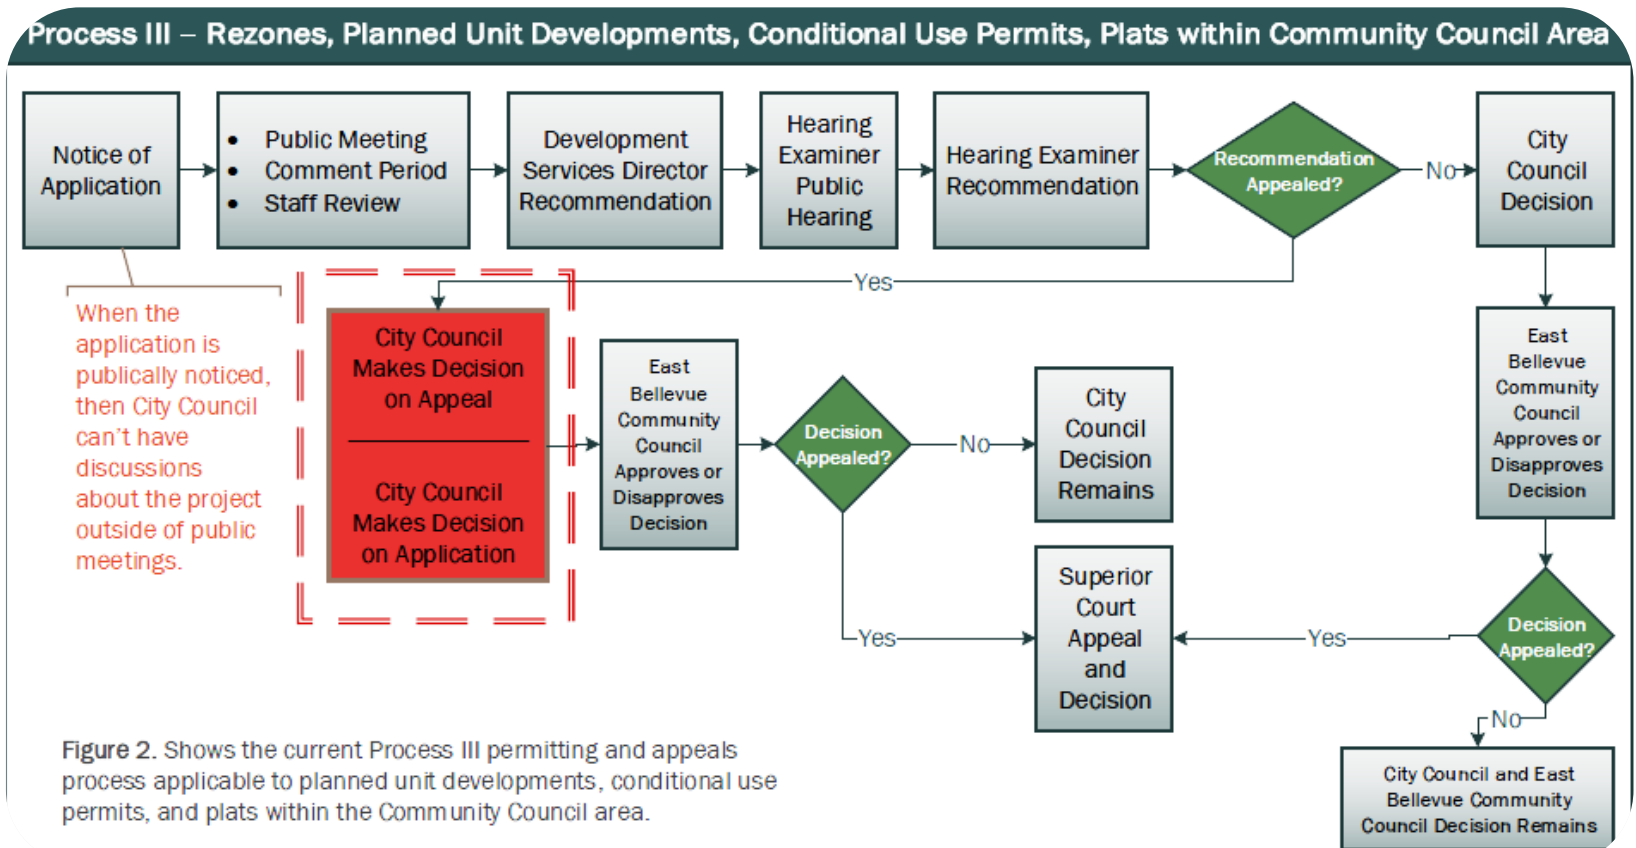 Process III – Rezones, Planned Unit Developments, Conditional Use Permits, Plats within Community Council Area
Notice of
Application
• Public Meeting
• Comment Period
• Staff Review
Development
Services Director
Recommendation
Hearing
Examiner
Public
Hearing
Hearing Examiner
Recommendation
Recommendation
Appealed?
No
City
Council
Decision
Yes
When the
application is
publically noticed,
then City Council
can't have
discussions
about the project
outside of public
meetings.
City Council
Makes Decision
on Appeal
City Council
Makes Decision
on Application
East
Bellevue
Community
Council
Approves or
Disapproves
Decision
Decision
Appealed?
No
City
Council
Decision
Remains
Yes
Superior
Court
Appeal
and
Decision
East
Bellevue
Community
Council
Approves or
Disapproves
Decision
Decision
Appealed?
Yes
No
City Council and East
Bellevue Community
Council Decision Remains
Figure 2. Shows the current Process III permitting and appeals
process applicable to planned unit developments, conditional use
permits, and plats within the Community Council area.